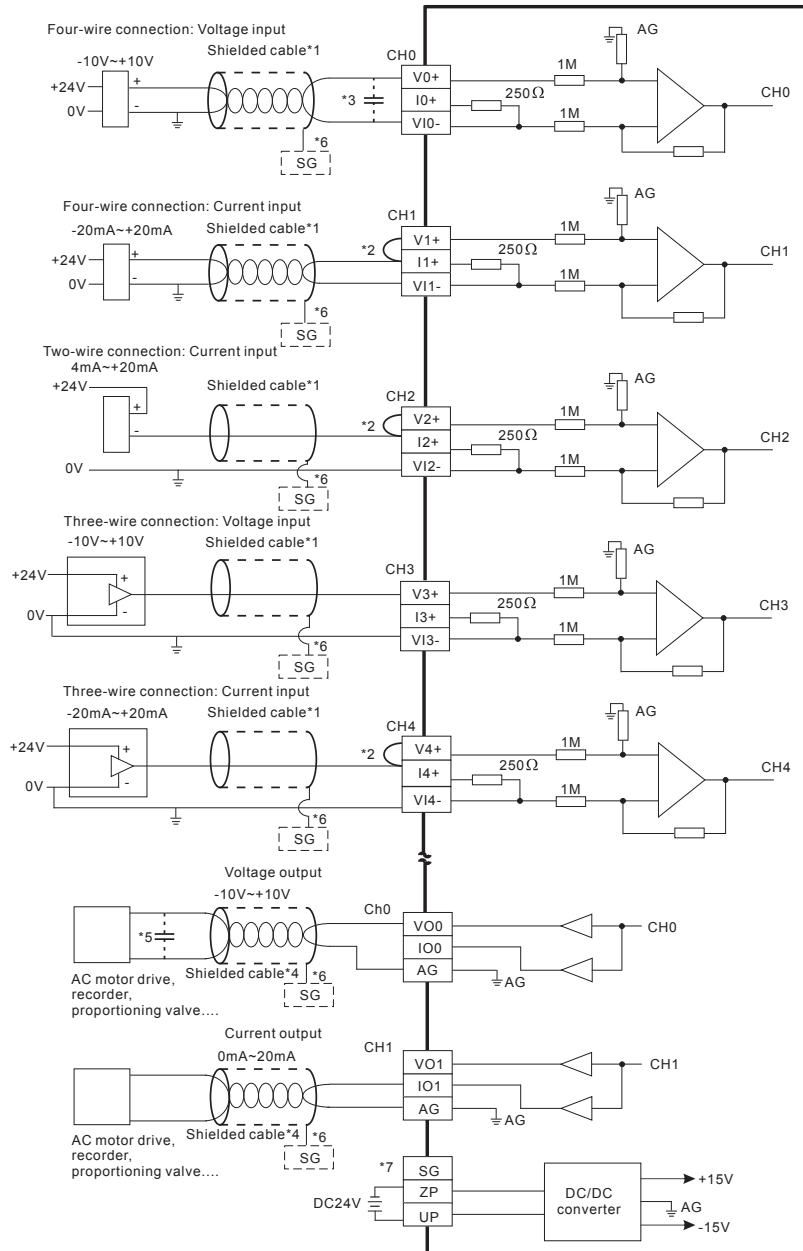 Four-wire connection: Voltage input
-10V~+10V
Shielded cable*1
CH0
AG
+24V
+
V0+
1M
*3
I0+
250Ω
CH0
0V
-
VI0-
1M
*6
SG
Four-wire connection: Current input
-20mA~+20mA
Shielded cable*1
CH1
AG
+24V
+
*2
V1+
1M
I1+
250Ω
CH1
0V
-
VI1-
1M
*6
SG
Two-wire connection: Current input
4mA~+20mA
+24V
Shielded cable*1
CH2
AG
+
*2
V2+
1M
-
I2+
250Ω
CH2
0V
VI2-
1M
*6
SG
Three-wire connection: Voltage input
-10V~+10V
Shielded cable*1
CH3
AG
+24V
+
V3+
1M
I3+
250Ω
CH3
0V
-
VI3-
1M
*6
SG
Three-wire connection: Current input
-20mA~+20mA
Shielded cable*1
CH4
AG
+24V
+
*2
V4+
1M
I4+
250Ω
CH4
0V
-
VI4-
1M
*6
SG
Voltage output
-10V~+10V
Ch0
VO0
CH0
*5
IO0
AG
AG
Shielded cable*4
*6
SG
AC motor drive,
recorder,
proportioning valve....
Current output
0mA~20mA
CH1
VO1
CH1
IO1
AG
AG
Shielded cable*4
*6
SG
AC motor drive,
recorder,
proportioning valve....
*7
SG
DC24V
ZP
UP
DC/DC
converter
+15V
AG
-15V